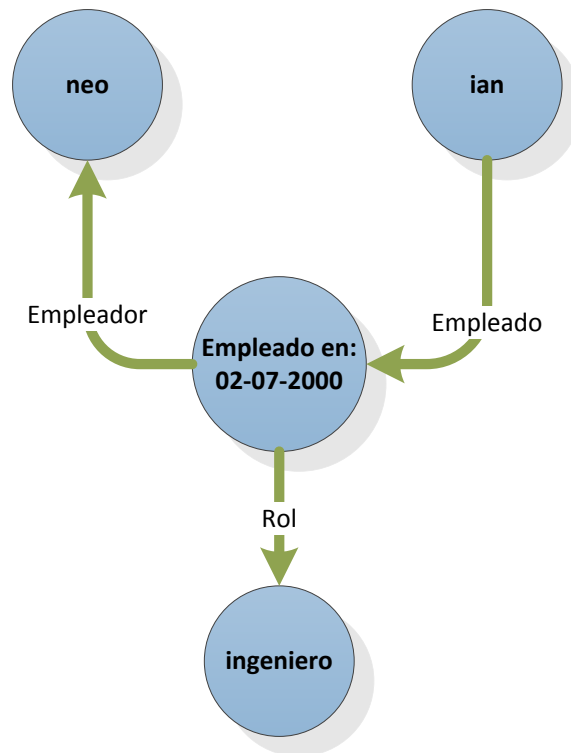 neo
ian
Empleador
Empleado
Empleado en:
02-07-2000
Rol
ingeniero